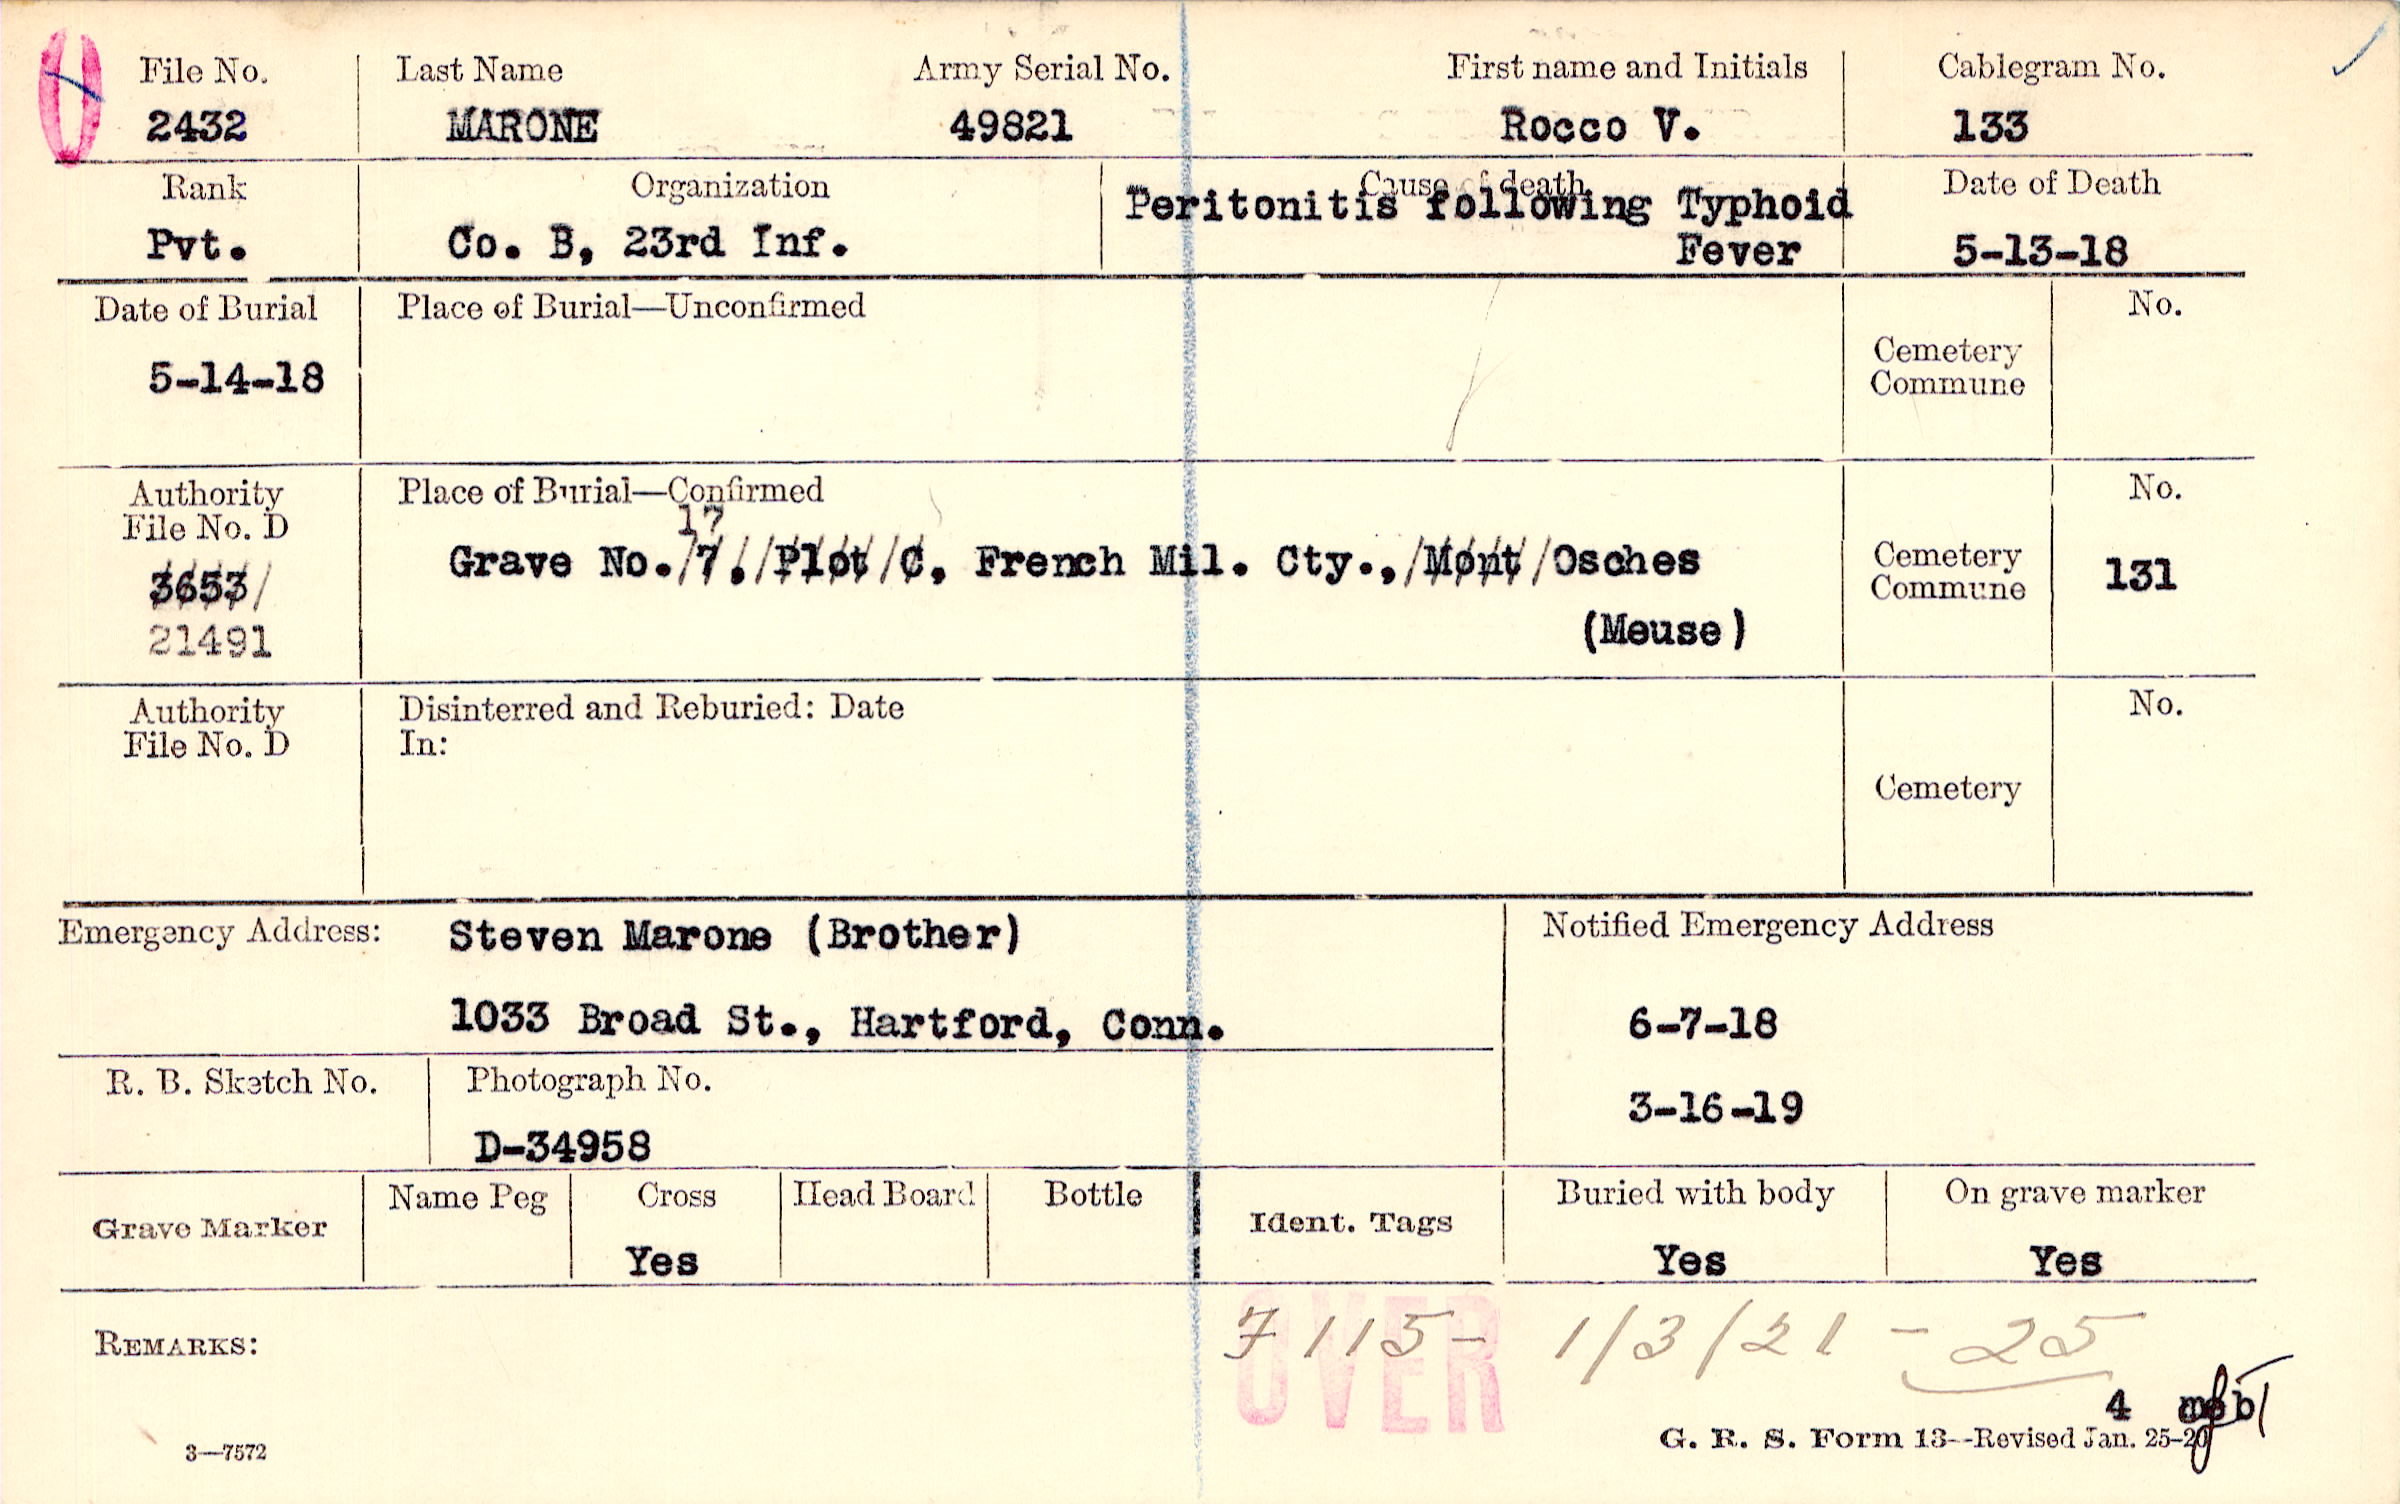 File No. Last Name Army Serial No. First name and Initials Cablegram No.
2432 MARONE 49821 Rocco V. 133
Rank Organization Cause of death Date of Death
Pvt. Co. B, 23rd Inf. Peritonitis following Typhoid Fever 5-13-18
Date of Burial Place of Burial—Unconfirmed No.
5-14-18 Cemetery
Commune
Authority Place of Burial—Confirmed No.
File No. D 17
3653/ Grave No./7,//Plot/C, French Mil. Cty.,/Mont/Osches Cemetery
Commune 131
21491 (Meuse)
Authority Disinterred and Reburied: Date No.
File No. D In:
Cemetery
Emergency Address: Steven Marone (Brother) Notified Emergency Address
1033 Broad St., Hartford, Conn. 6-7-18
R. B. Sketch No. Photograph No. 3-16-19
D-34958
Grave Marker Name Peg Cross Head Board Bottle Ident. Tags Buried with body On grave marker
Yes Yes Yes
OVER
7115- 1/3/21 - 25
REMARKS:
4
3—7572 G. R. S. Form 13—Revised Jan. 25-20